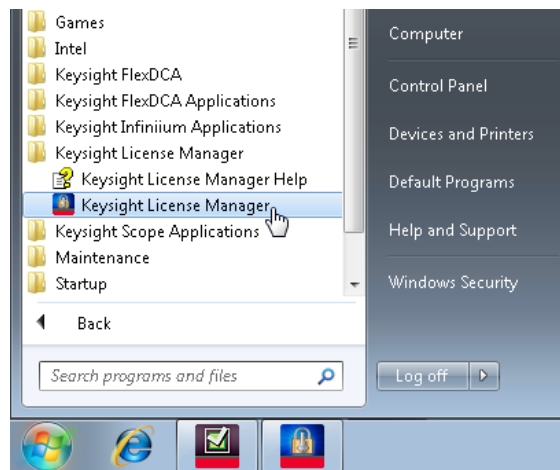 Games
Intel
Keysight FlexDCA
Keysight FlexDCA Applications
Keysight Infiniium Applications
Keysight License Manager
Keysight License Manager Help
Keysight License Manager
Keysight Scope Applications
Maintenance
Startup
Back
Search programs and files
Computer
Control Panel
Devices and Printers
Default Programs
Help and Support
Windows Security
Log off